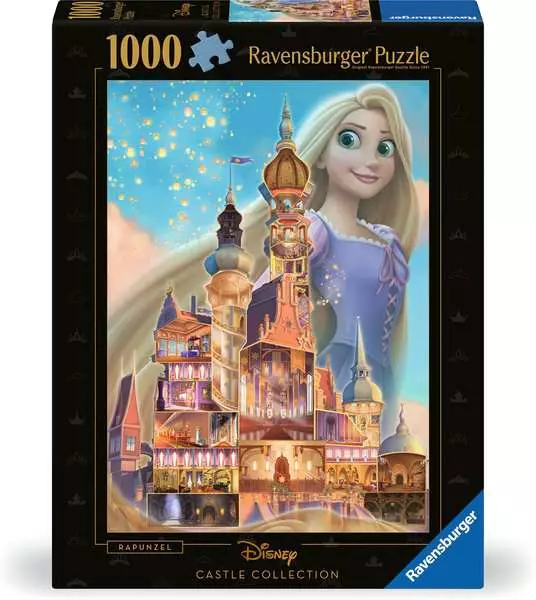 1000
Ravensburger Puzzle
RAPUNZEL
Disney
CASTLE COLLECTION
Ravensburger